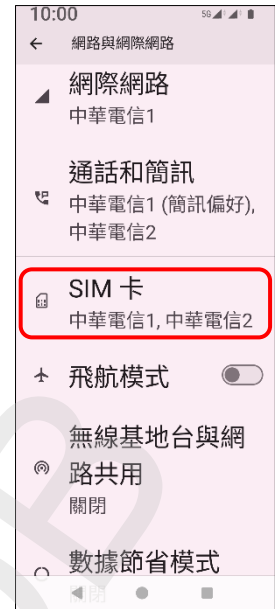 10:00 5G
網路與網際網路
網際網路
中華電信1
通話和簡訊
中華電信1 (簡訊偏好),
中華電信2
SIM 卡
中華電信1, 中華電信2
飛航模式
無線基地台與網
路共用
關閉
數據節省模式
關閉